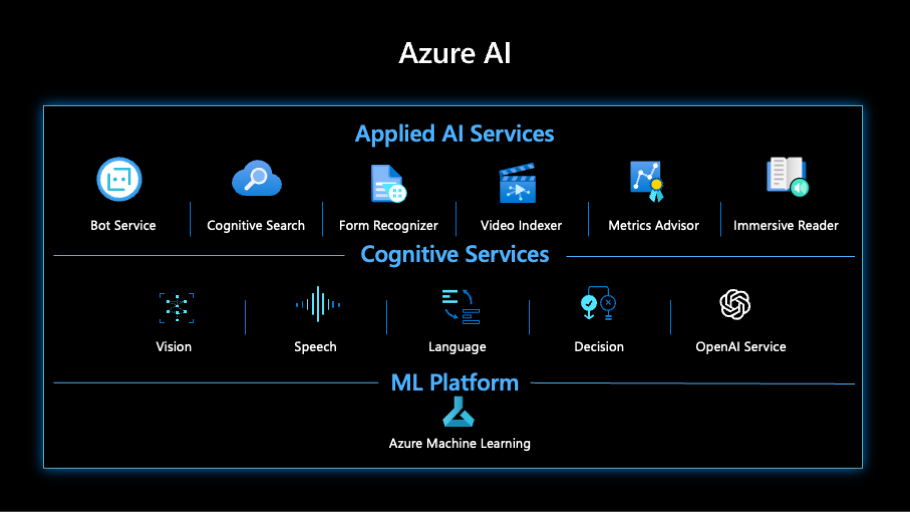 Azure AI
Applied AI Services
Bot Service
Cognitive Search
Form Recognizer
Video Indexer
Metrics Advisor
Immersive Reader
Cognitive Services
Vision
Speech
Language
Decision
OpenAI Service
ML Platform
Azure Machine Learning